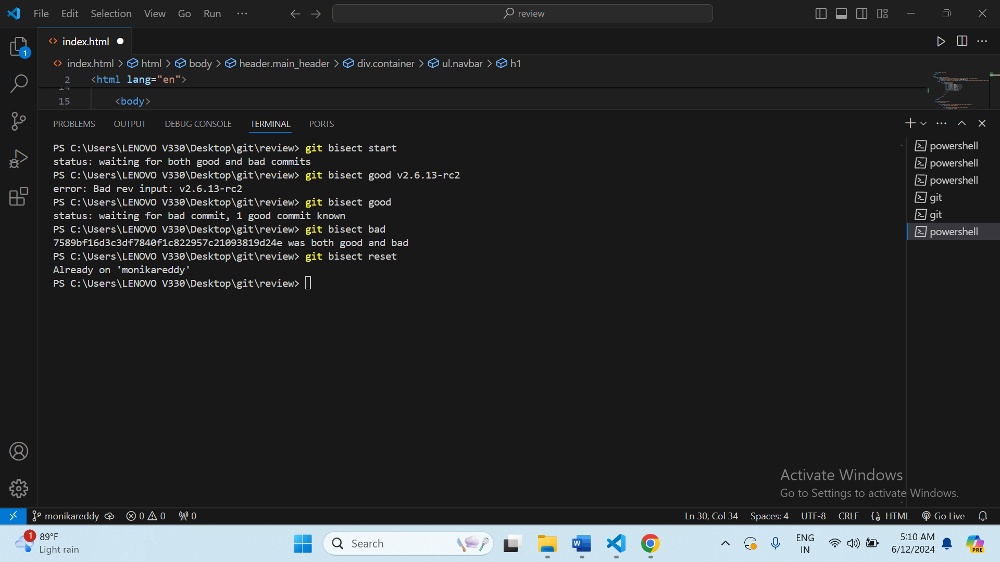 File Edit Selection View Go Run ···
review
index.html
index.html > html > body > header.main_header > div.container > ul.navbar > h1
2 <html lang="en">
14
15 <body>
PROBLEMS OUTPUT DEBUG CONSOLE TERMINAL PORTS
PS C:\Users\LENOVO V330\Desktop\git\review> git bisect start
status: waiting for both good and bad commits
PS C:\Users\LENOVO V330\Desktop\git\review> git bisect good v2.6.13-rc2
error: Bad rev input: v2.6.13-rc2
PS C:\Users\LENOVO V330\Desktop\git\review> git bisect good
status: waiting for bad commit, 1 good commit known
PS C:\Users\LENOVO V330\Desktop\git\review> git bisect bad
7589bf16d3c3df7840f1c822957c21093819d24e was both good and bad
PS C:\Users\LENOVO V330\Desktop\git\review> git bisect reset
Already on 'monikareddy'
PS C:\Users\LENOVO V330\Desktop\git\review>
powershell
powershell
powershell
git
git
powershell
1
Activate Windows
Go to Settings to activate Windows.
monikareddy 0 0 0 Ln 30, Col 34 Spaces: 4 UTF-8 CRLF HTML Go Live
1
89°F
Light rain
Search
ENG
IN
5:10 AM
6/12/2024
PRE